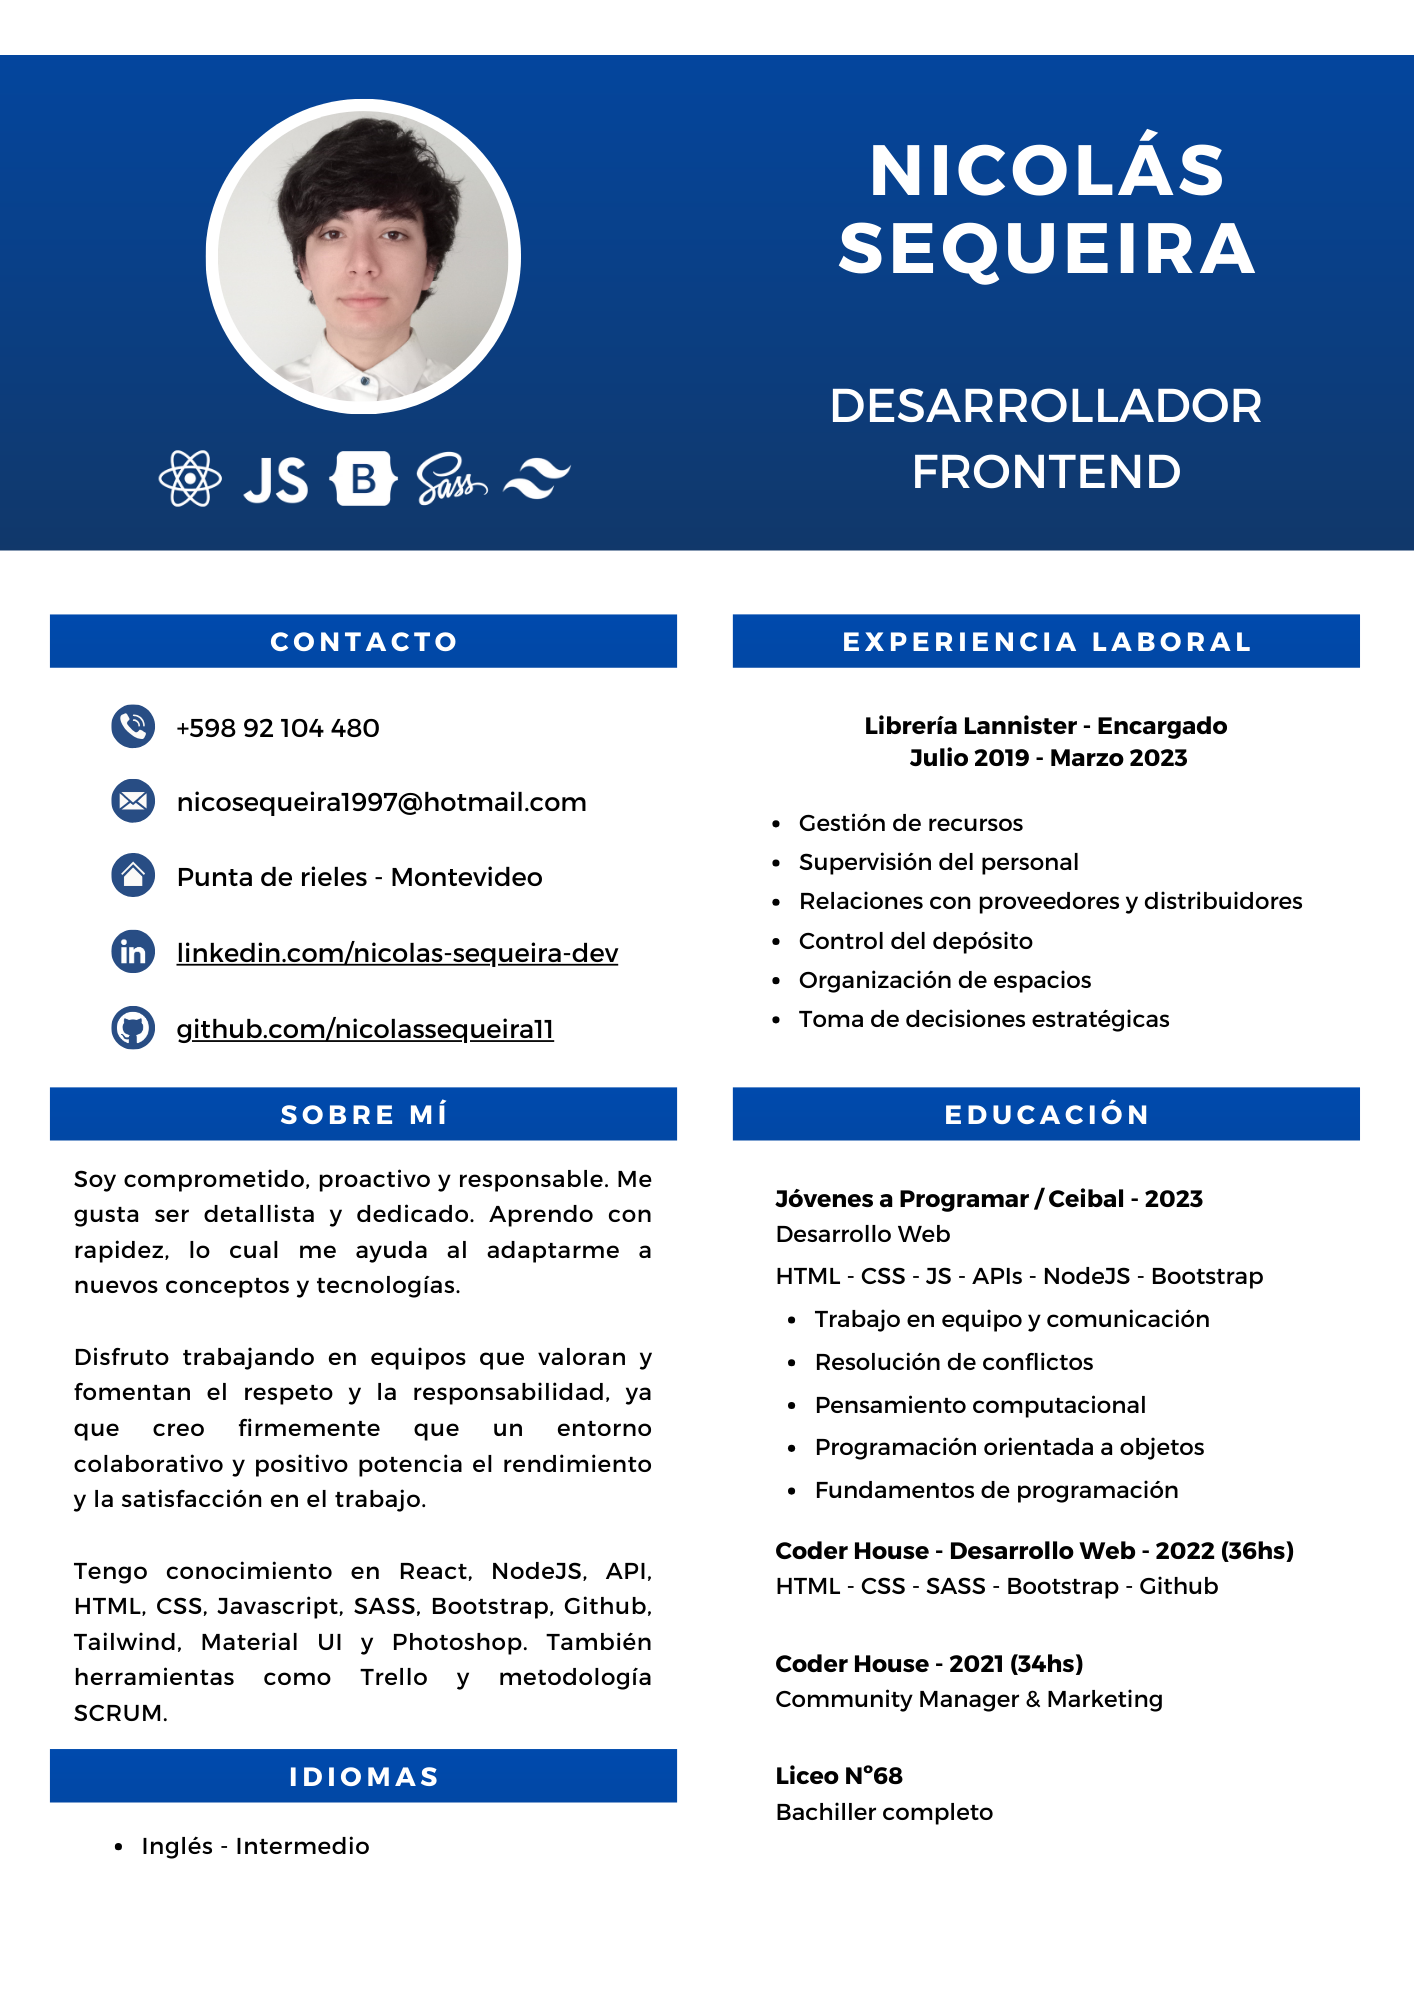 NICOLÁS
SEQUEIRA
DESARROLLADOR
FRONTEND
JS
B
Sass
CONTACTO
+598 92 104 480
nicosequeira1997@hotmail.com
Punta de rieles - Montevideo
in
linkedin.com/nicolas-sequeira-dev
github.com/nicolassequeira11
SOBRE MÍ
Soy comprometido, proactivo y responsable. Me
gusta ser detallista y dedicado. Aprendo con
rapidez, lo cual me ayuda al adaptarme a
nuevos conceptos y tecnologías.
Disfruto trabajando en equipos que valoran y
fomentan el respeto y la responsabilidad, ya
que creo firmemente que un entorno
colaborativo y positivo potencia el rendimiento
y la satisfacción en el trabajo.
Tengo conocimiento en React, NodeJS, API,
HTML, CSS, Javascript, SASS, Bootstrap, Github,
Tailwind, Material UI y Photoshop. También
herramientas como Trello y metodología
SCRUM.
IDIOMAS
• Inglés - Intermedio
EXPERIENCIA LABORAL
Librería Lannister - Encargado
Julio 2019 - Marzo 2023
• Gestión de recursos
• Supervisión del personal
• Relaciones con proveedores y distribuidores
• Control del depósito
• Organización de espacios
• Toma de decisiones estratégicas
EDUCACIÓN
Jóvenes a Programar / Ceibal - 2023
Desarrollo Web
HTML - CSS - JS - APIs - NodeJS - Bootstrap
• Trabajo en equipo y comunicación
• Resolución de conflictos
• Pensamiento computacional
• Programación orientada a objetos
• Fundamentos de programación
Coder House - Desarrollo Web - 2022 (36hs)
HTML - CSS - SASS - Bootstrap - Github
Coder House - 2021 (34hs)
Community Manager & Marketing
Liceo N°68
Bachiller completo